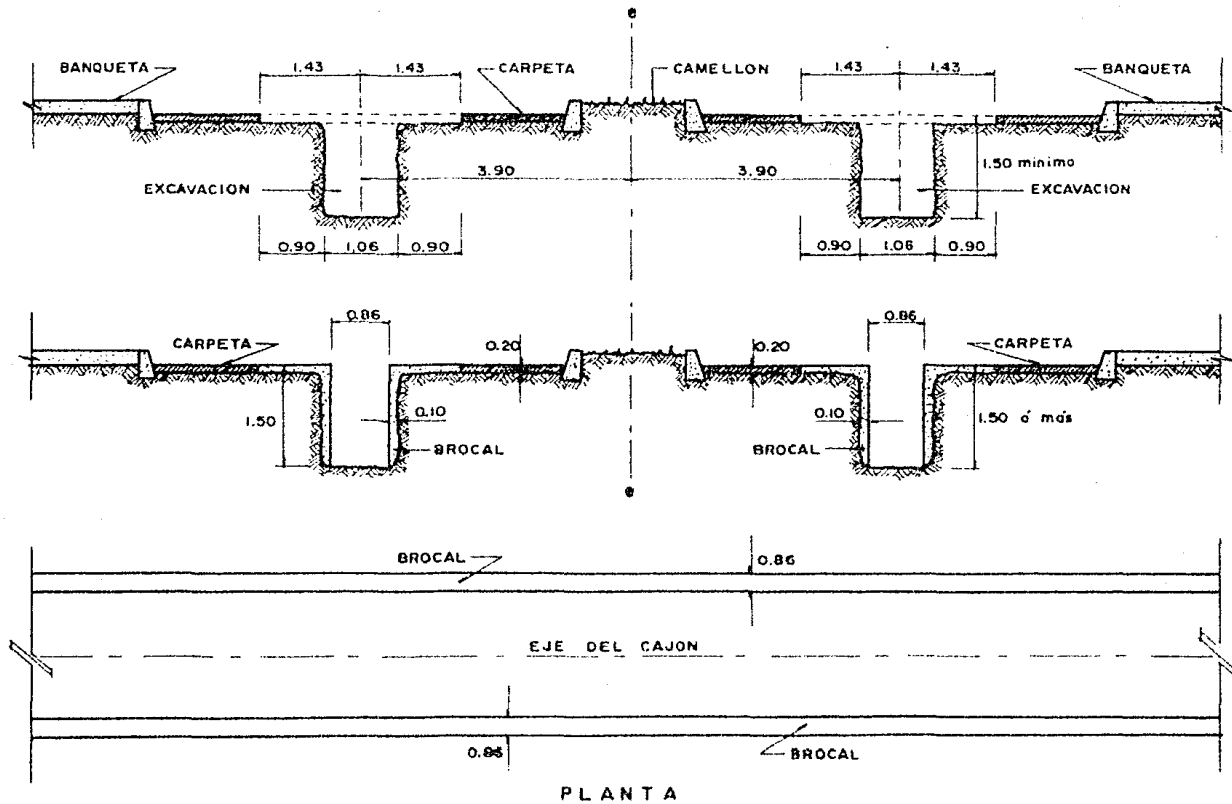 e
1.43 1.43 1.43 1.43
BANQUETA CARPETA CAMELLON BANQUETA
EXCAVACION 3.90 3.90 1.50 minimo EXCAVACION
0.90 1.06 0.90 0.90 1.06 0.90
0.86 0.86
CARPETA 0.20 0.20 CARPETA
1.50 0.10 0.10 1.50 ó más
BROCAL BROCAL
e
BROCAL 0.86
EJE DEL CAJON
0.86 BROCAL
PLANTA